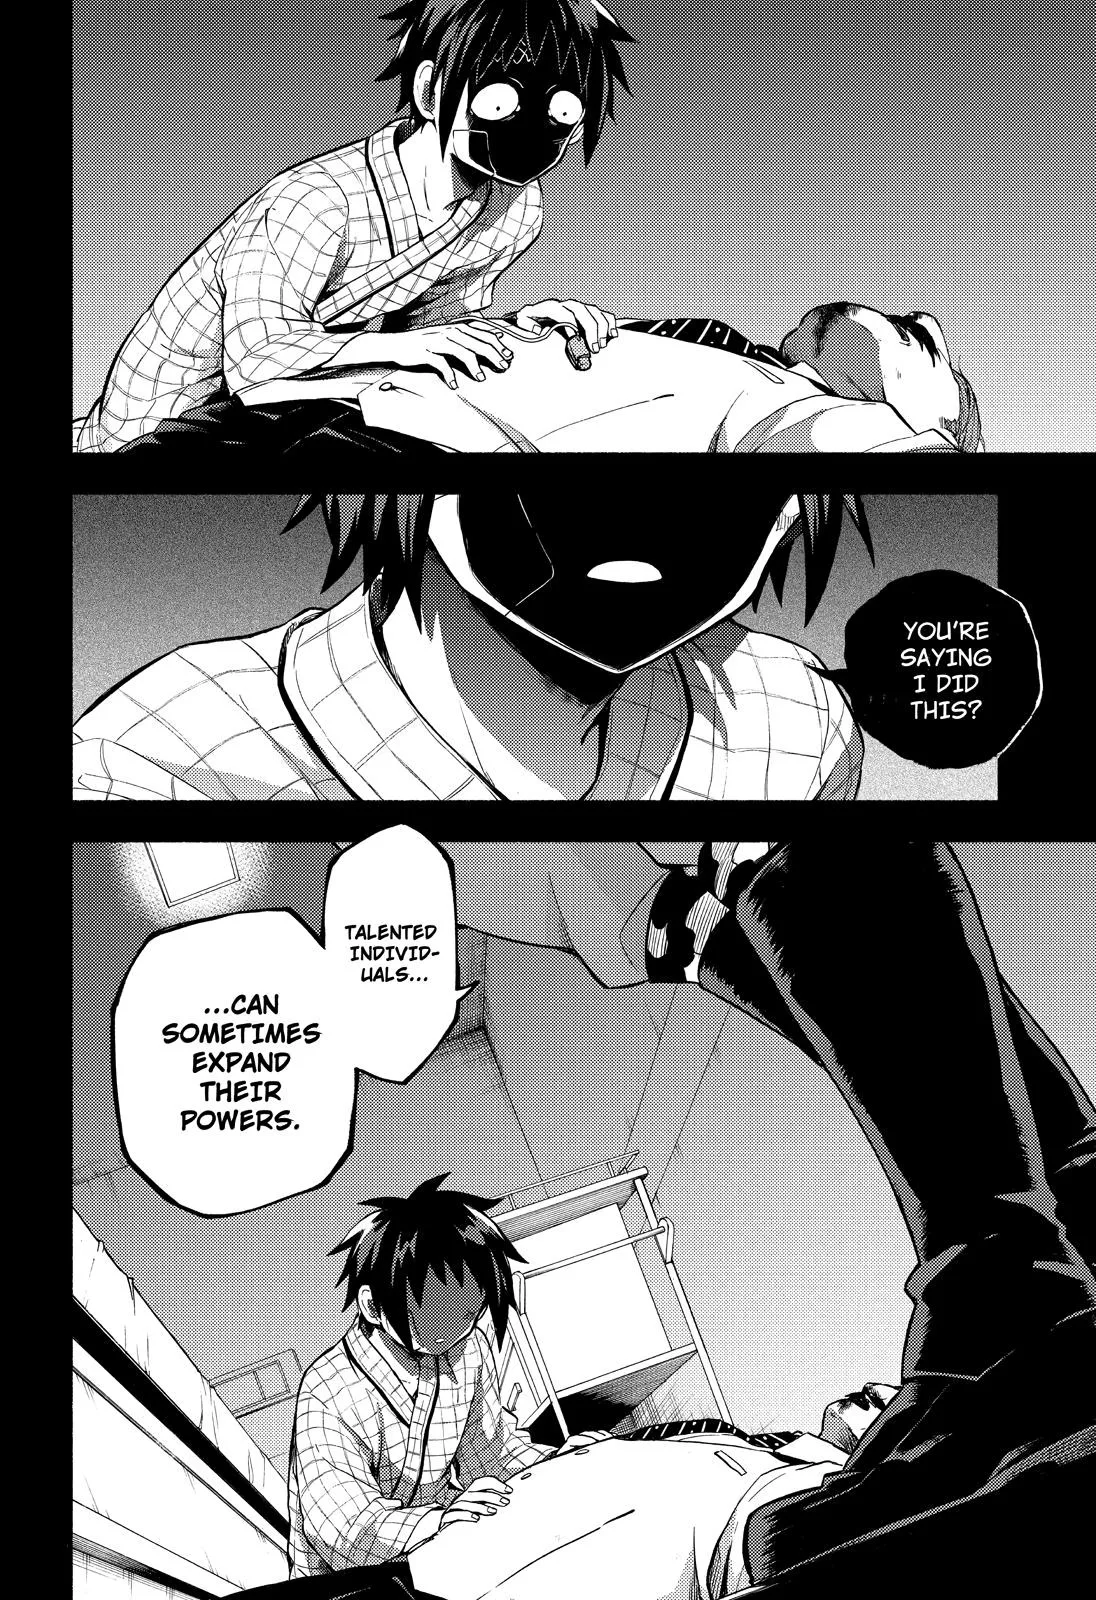 YOU'RE
SAYING
I DID
THIS?
TALENTED
INDIVID-
UALS...
...CAN
SOMETIMES
EXPAND
THEIR
POWERS.